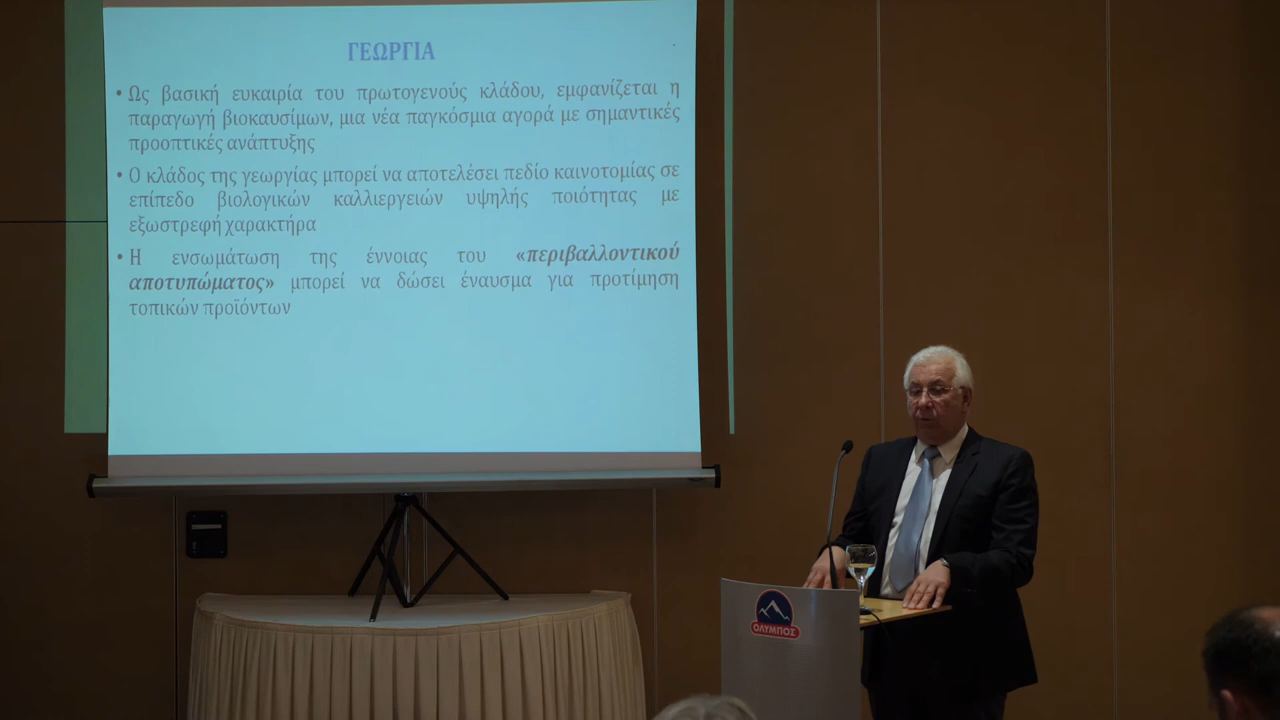 ΓΕΩΡΓΙΑ
• Ως βασική ευκαιρία του πρωτογενούς κλάδου, εμφανίζεται η
παραγωγή βιοκαυσίμων, μια νέα παγκόσμια αγορά με σημαντικές
προοπτικές ανάπτυξης
• Ο κλάδος της γεωργίας μπορεί να αποτελέσει πεδίο καινοτομίας σε
επίπεδο βιολογικών καλλιεργειών υψηλής ποιότητας με
εξωστρεφή χαρακτήρα
• Η ενσωμάτωση της έννοιας του «περιβαλλοντικού
αποτυπώματος» μπορεί να δώσει έναυσμα για προτίμηση
τοπικών προϊόντων
ΟΛΥΜΠΟΣ